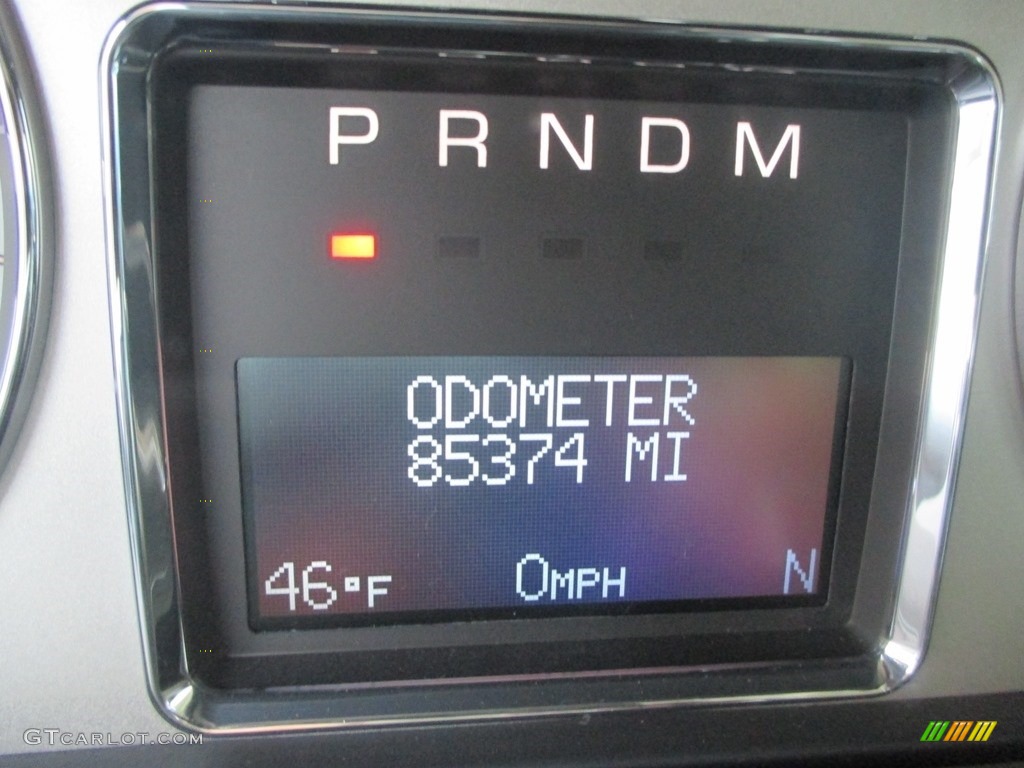 P R N D M
ODOMETER
85374 MI
46°F 0MPH N
GTCARLOT.COM